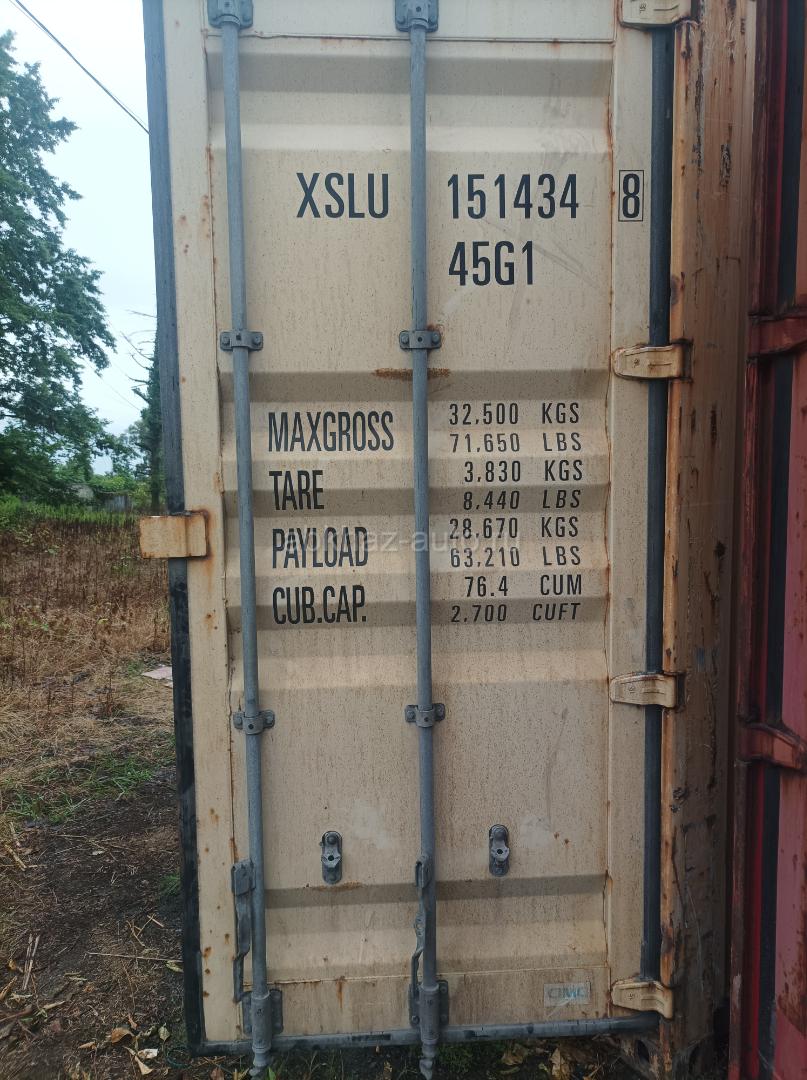 XSLU 151434 8
45G1
MAXGROSS 32,500 KGS
71,650 LBS
TARE 3,830 KGS
8,440 LBS
PAYLOAD 28,670 KGS
63,210 LBS
CUB.CAP. 76.4 CUM
2,700 CUFT
CIMC